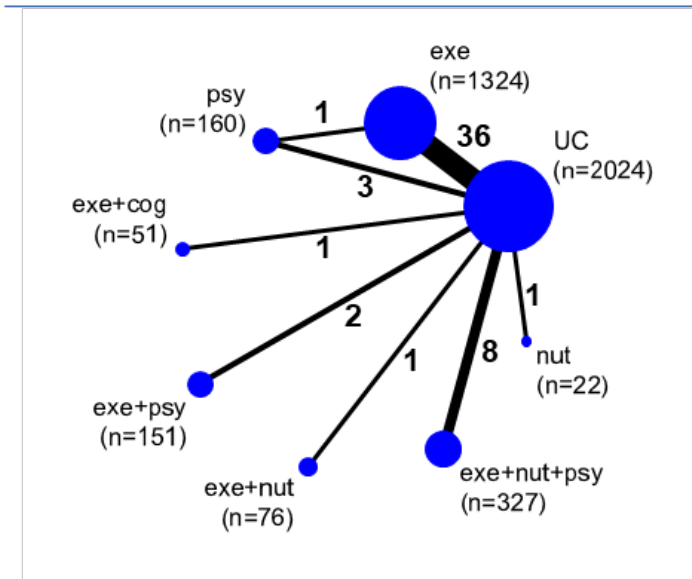 exe
(n=1324)
psy
(n=160)
1
36
UC
(n=2024)
3
exe+cog
(n=51)
1
2
1
8
1
nut
(n=22)
exe+psy
(n=151)
exe+nut
(n=76)
exe+nut+psy
(n=327)